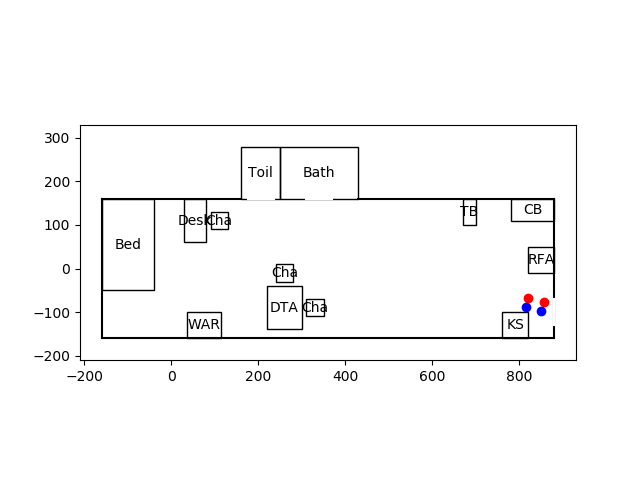 300
200
100
0
−100
−200
−200
0
200
400
600
800
Toil
Bath
Bed
Desk
Cha
TB
CB
RFA
Cha
DTA
Cha
WAR
KS